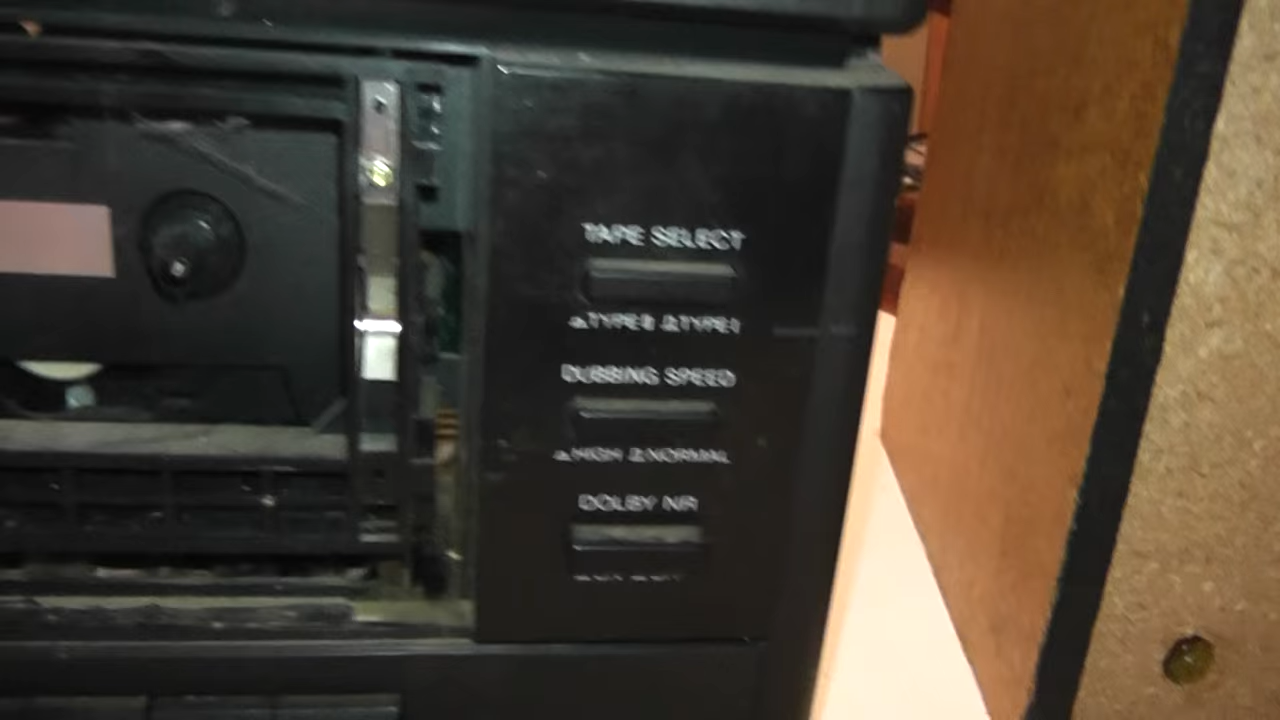 TAPE SELECT
TYPE II TYPE I
DUBBING SPEED
HIGH NORMAL
DOLBY NR